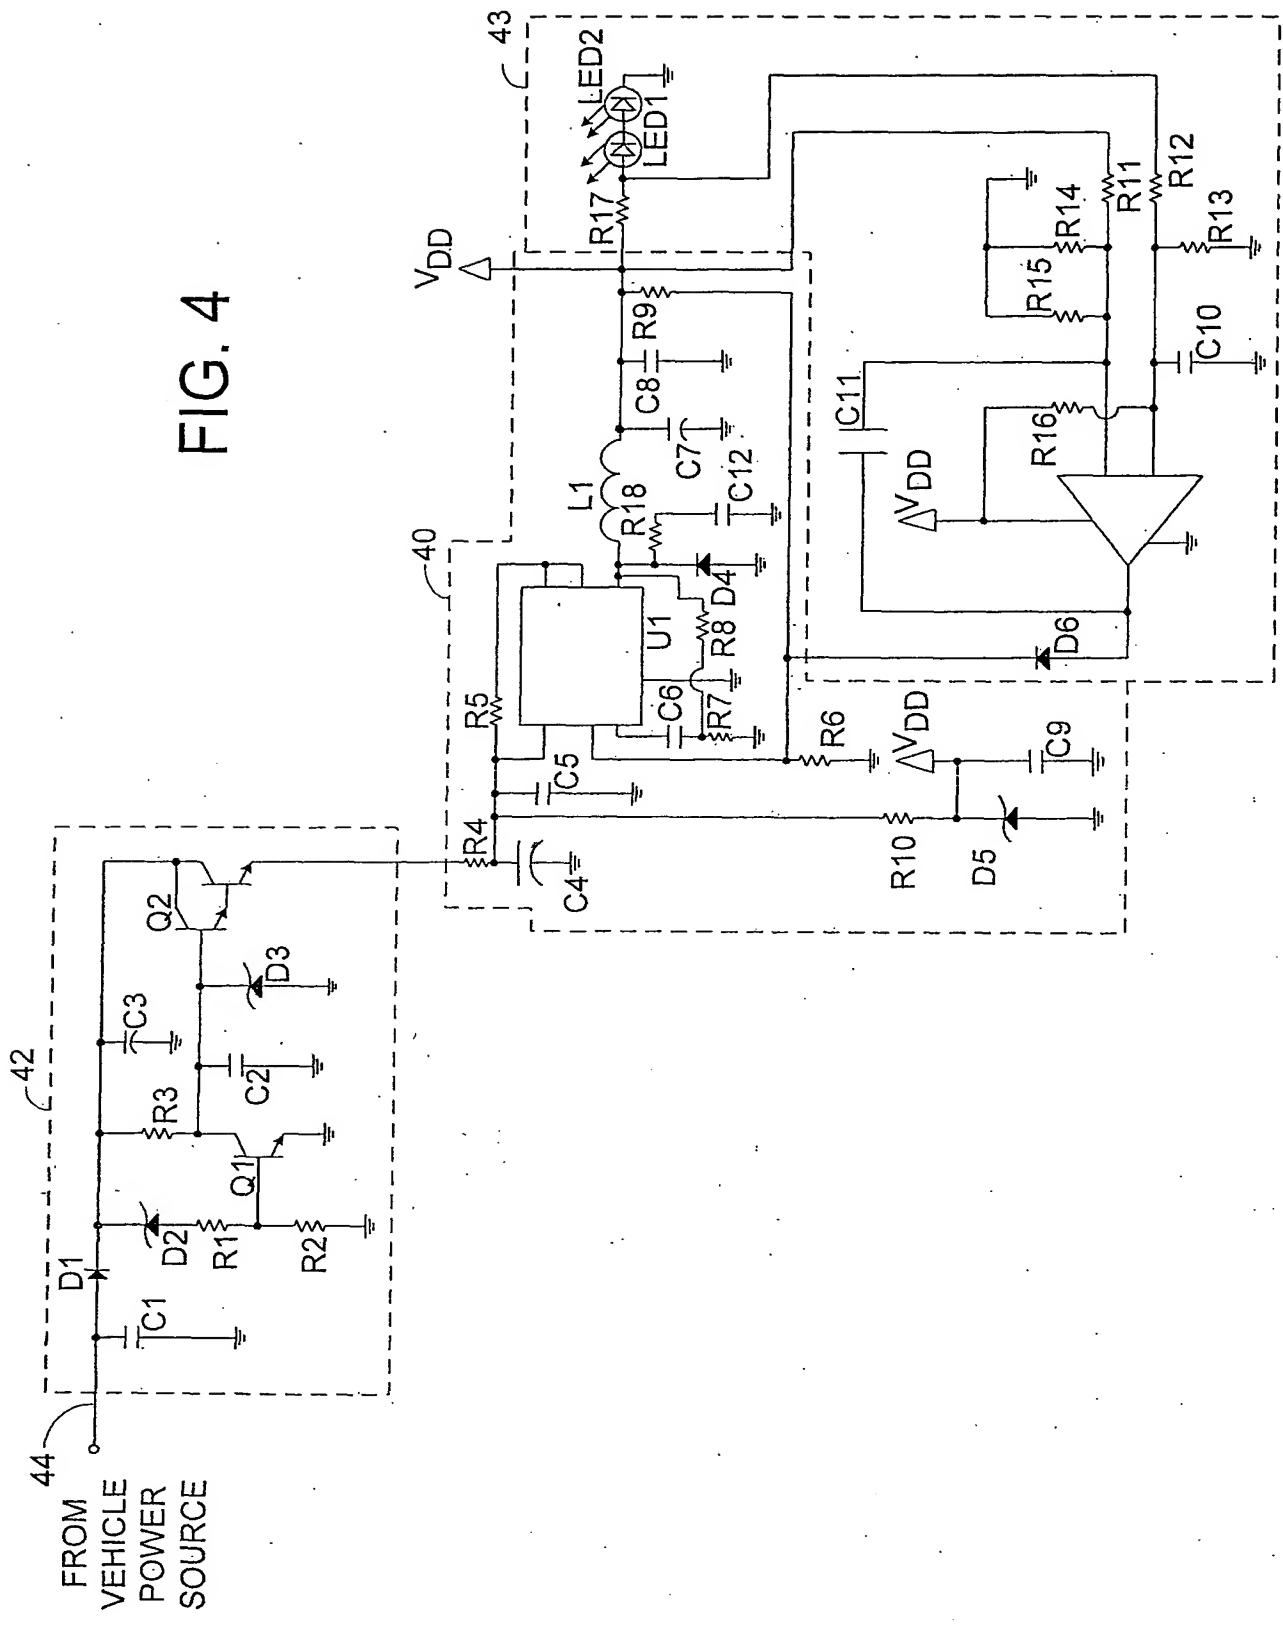 FIG. 4
42
44
FROM
VEHICLE
POWER
SOURCE
D1
C1
D2
R1
R2
R3
Q1
C2
C3
D3
Q2
40
R4
C4
C5
R5
U1
C6
R7
R8
D4
R18
C12
L1
C7
C8
R9
VDD
R6
R10
D5
VDD
C9
43
R17
LED2
LED1
D6
C11
VDD
R16
R15
R14
R11
R12
R13
C10